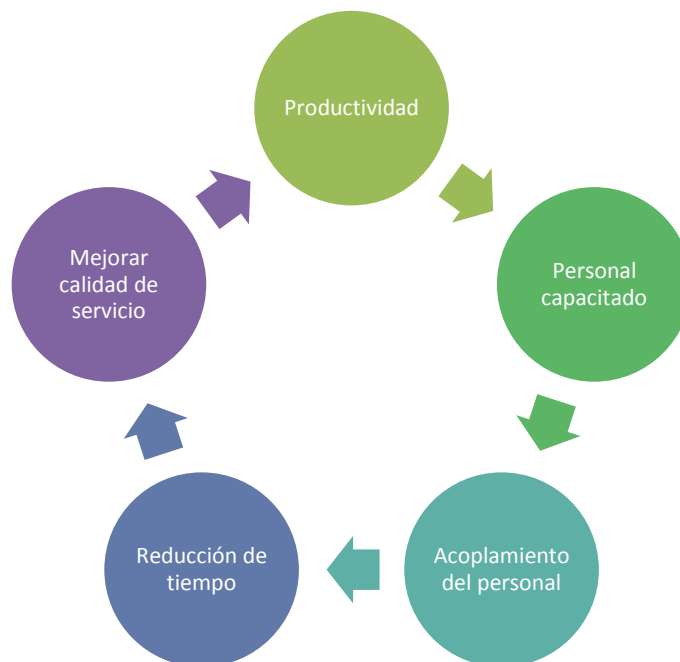 Productividad
Personal
capacitado
Acoplamiento
del personal
Reducción de
tiempo
Mejorar
calidad de
servicio